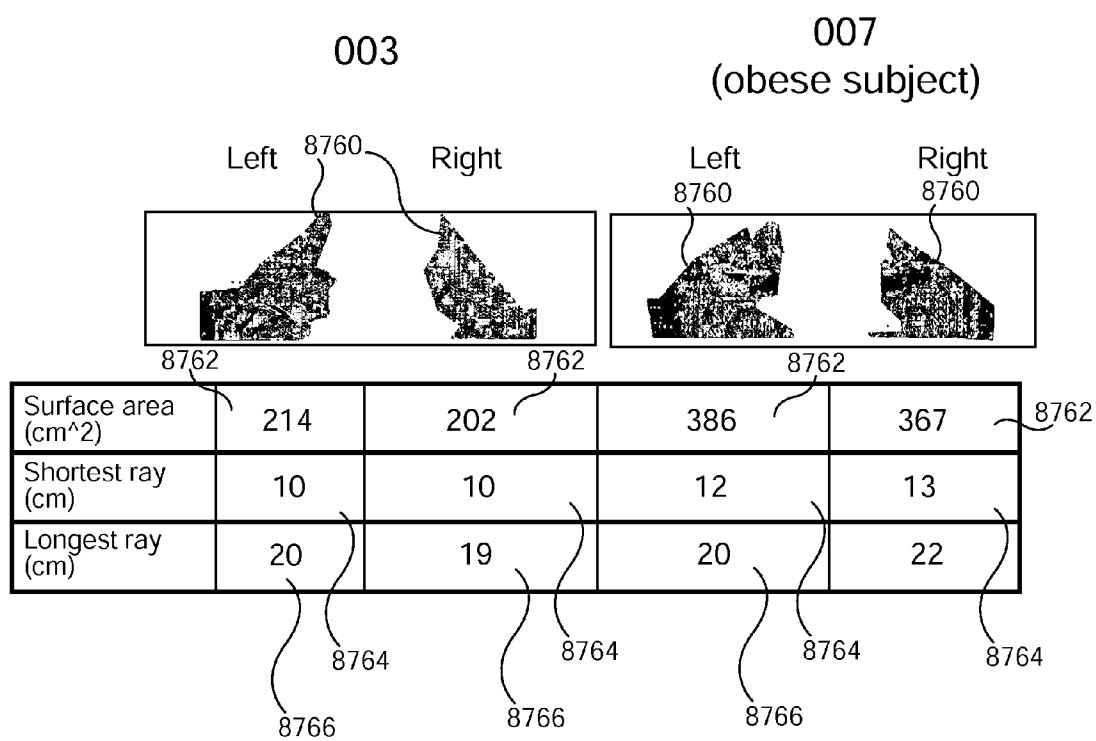 003
007
(obese subject)
Left 8760 Right
Left Right
8760 8760
8762 8762 8762
Surface area
(cm^2) 214 202 386 367 8762
Shortest ray
(cm) 10 10 12 13
Longest ray
(cm) 20 19 20 22
8764 8764 8764 8764
8766 8766 8766